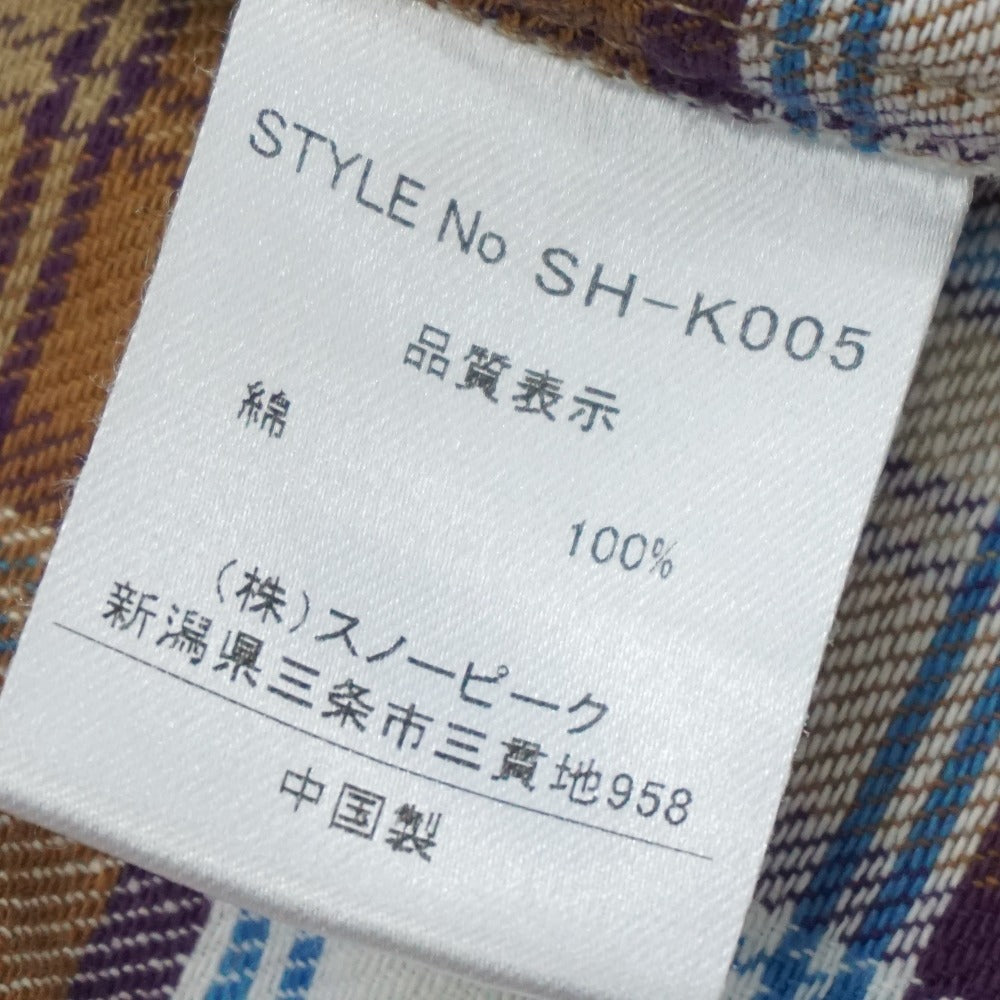 STYLE No SH-K005
品質表示
綿
100%
(株)スノーピーク
新潟県三条市三貫地958
中国製